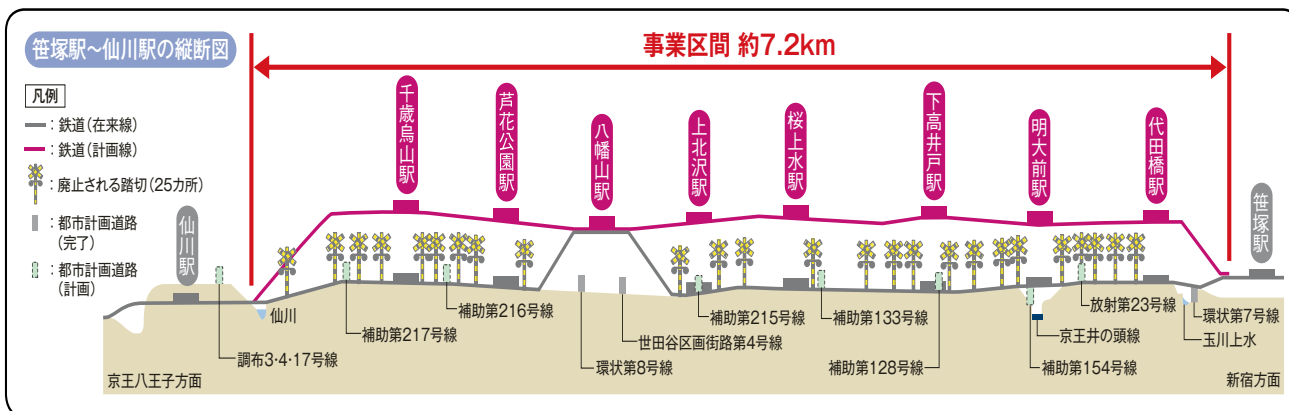 笹塚駅〜仙川駅の縦断図
事業区間 約7.2km
凡例
：鉄道（在来線）
：鉄道（計画線）
：廃止される踏切（25カ所）
：都市計画道路
（完了）
：都市計画道路
（計画）
仙川駅
千歳烏山駅
芦花公園駅
八幡山駅
上北沢駅
桜上水駅
下高井戸駅
明大前駅
代田橋駅
笹塚駅
仙川
補助第217号線
補助第216号線
調布3・4・17号線
環状第8号線
世田谷区画街路第4号線
補助第215号線
補助第133号線
補助第128号線
放射第23号線
京王井の頭線
補助第154号線
環状第7号線
玉川上水
京王八王子方面
新宿方面